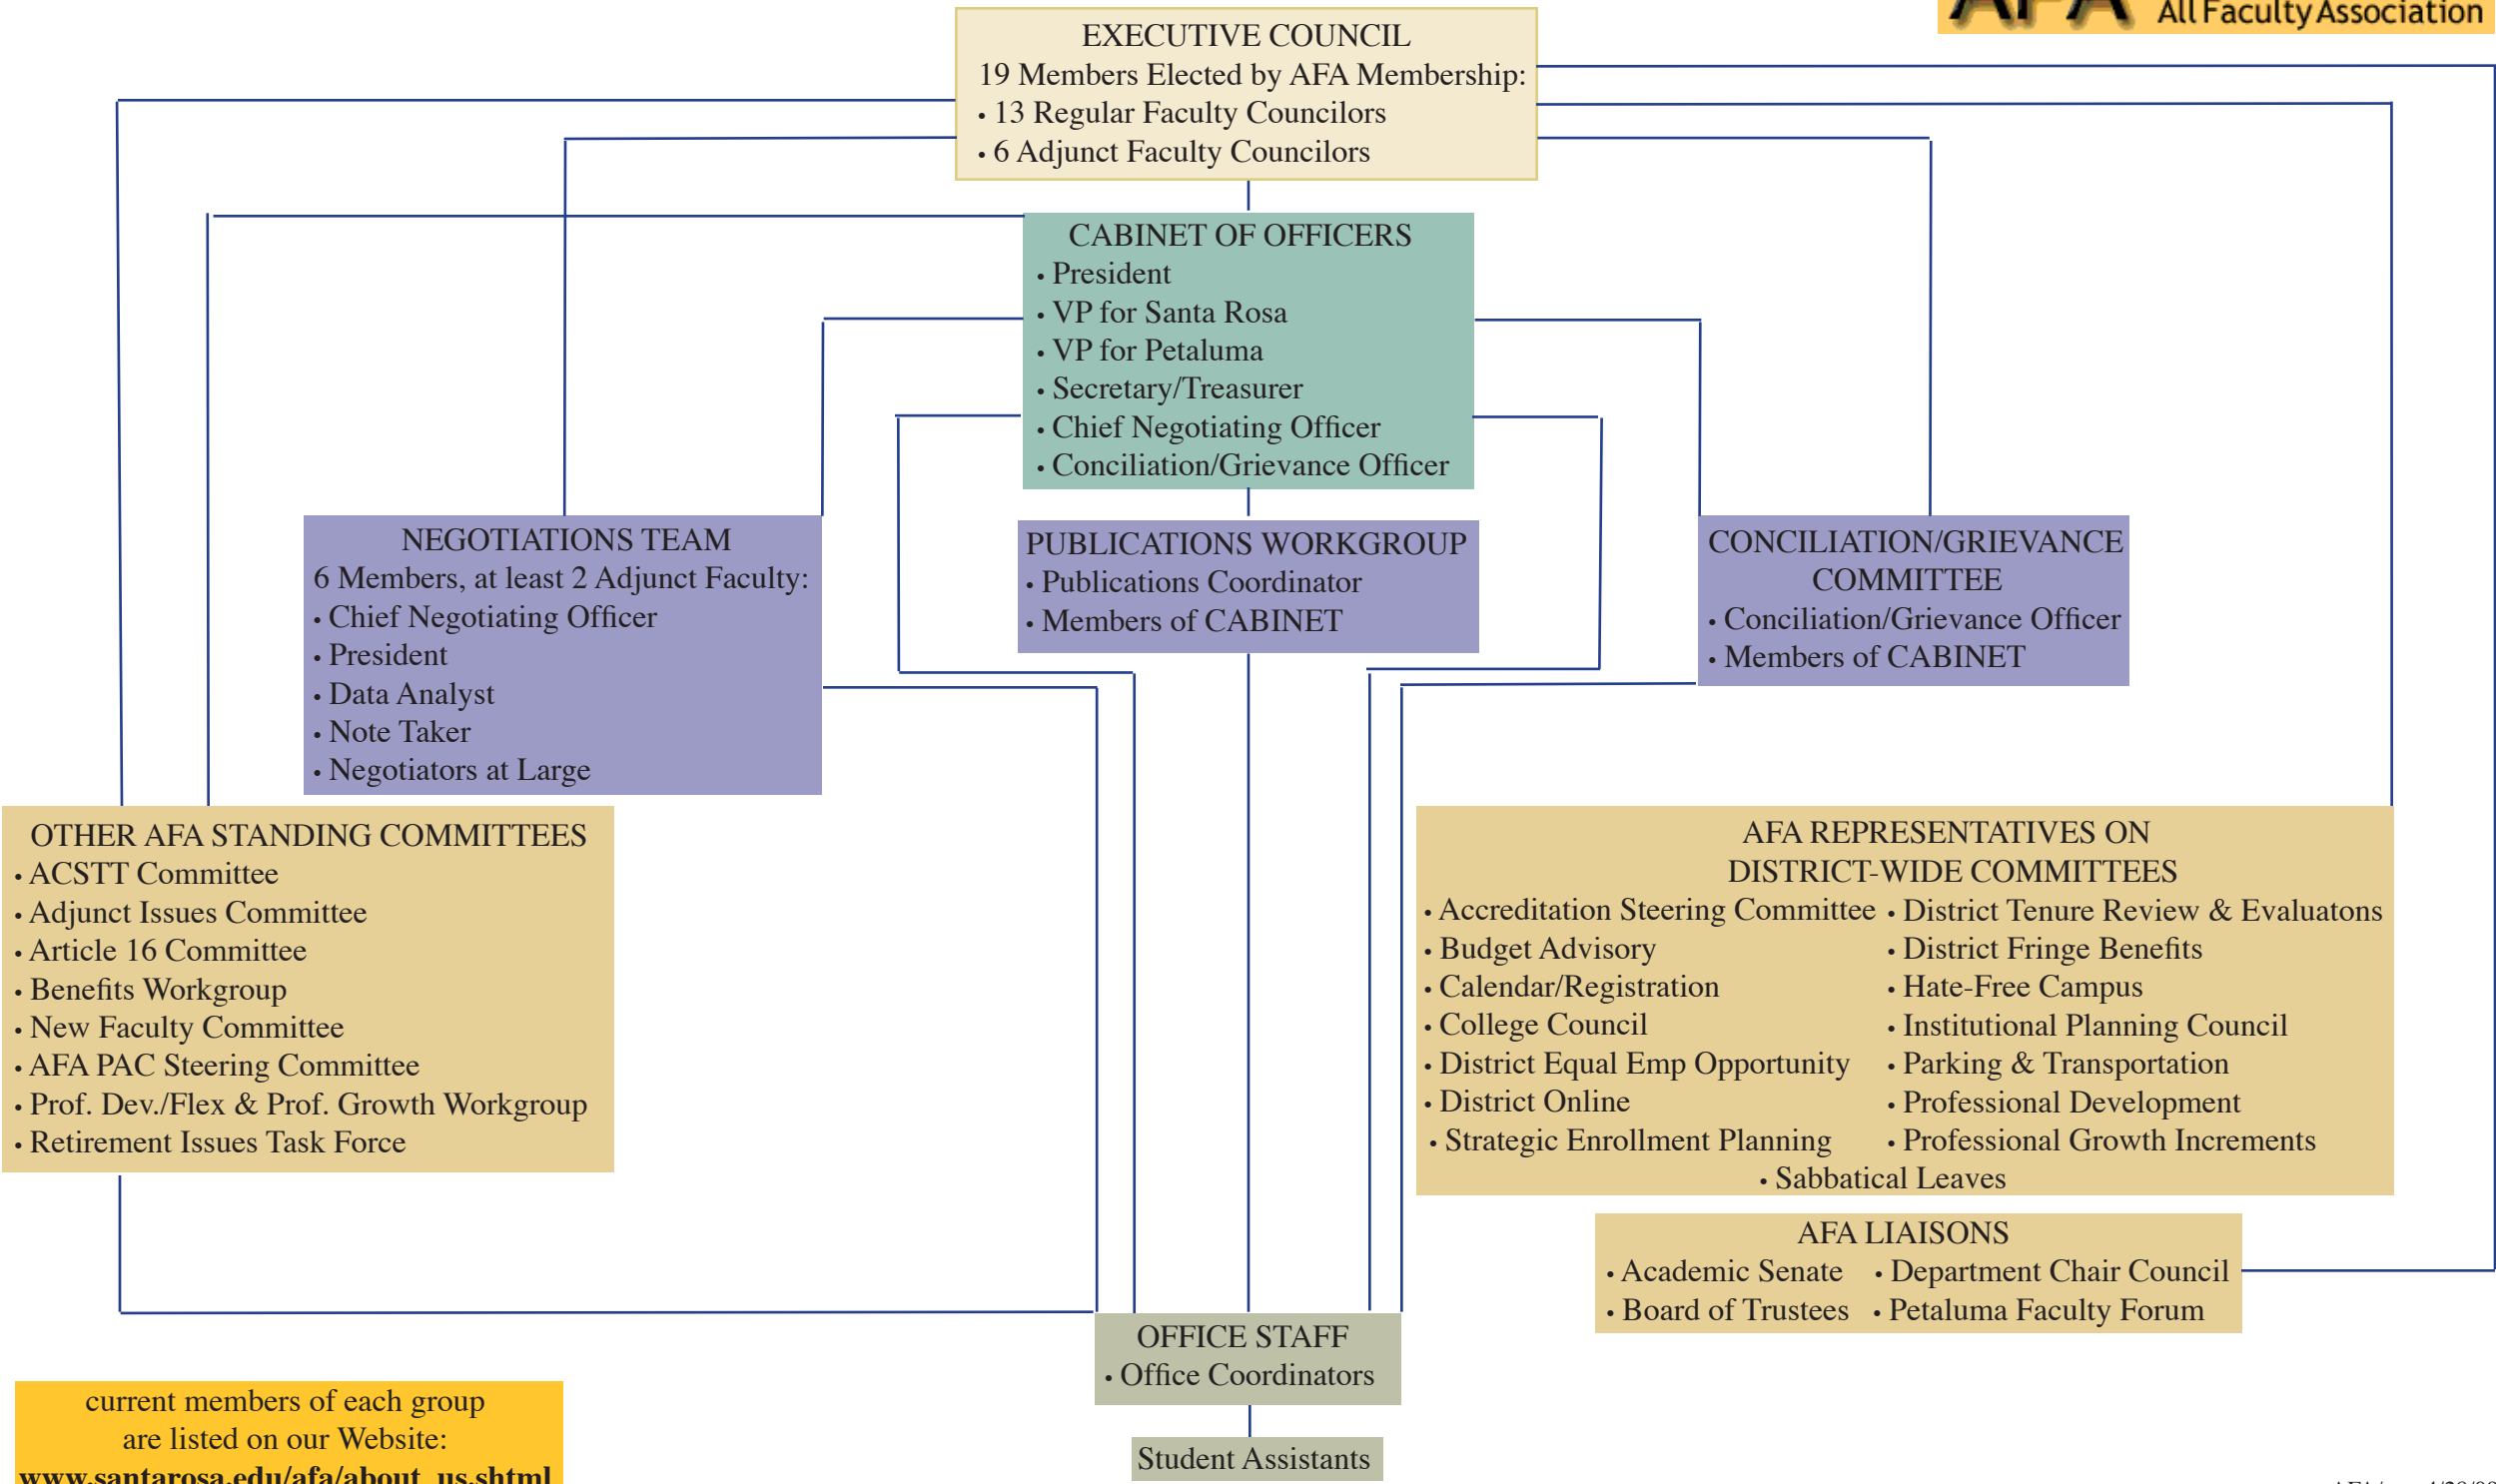 All Faculty Association
EXECUTIVE COUNCIL
19 Members Elected by AFA Membership:
• 13 Regular Faculty Councilors
• 6 Adjunct Faculty Councilors
CABINET OF OFFICERS
• President
• VP for Santa Rosa
• VP for Petaluma
• Secretary/Treasurer
• Chief Negotiating Officer
• Conciliation/Grievance Officer
NEGOTIATIONS TEAM
6 Members, at least 2 Adjunct Faculty:
• Chief Negotiating Officer
• President
• Data Analyst
• Note Taker
• Negotiators at Large
PUBLICATIONS WORKGROUP
• Publications Coordinator
• Members of CABINET
CONCILIATION/GRIEVANCE
COMMITTEE
• Conciliation/Grievance Officer
• Members of CABINET
OTHER AFA STANDING COMMITTEES
• ACSTT Committee
• Adjunct Issues Committee
• Article 16 Committee
• Benefits Workgroup
• New Faculty Committee
• AFA PAC Steering Committee
• Prof. Dev./Flex & Prof. Growth Workgroup
• Retirement Issues Task Force
AFA REPRESENTATIVES ON
DISTRICT-WIDE COMMITTEES
• Accreditation Steering Committee • District Tenure Review & Evaluatons
• Budget Advisory • District Fringe Benefits
• Calendar/Registration • Hate-Free Campus
• College Council • Institutional Planning Council
• District Equal Emp Opportunity • Parking & Transportation
• District Online • Professional Development
• Strategic Enrollment Planning • Professional Growth Increments
• Sabbatical Leaves
AFA LIAISONS
• Academic Senate • Department Chair Council
• Board of Trustees • Petaluma Faculty Forum
OFFICE STAFF
• Office Coordinators
Student Assistants
current members of each group
are listed on our Website:
www.santarosa.edu/afa/about_us.shtml